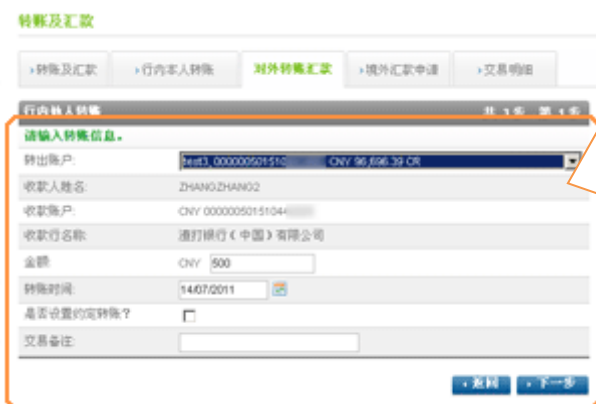 转账及汇款
›转账及汇款 ›行内本人转账 对外转账汇款 ›境外汇款申请 ›交易明细
行内他人转账 共 3步 第 1步
请输入转账信息。
转出账户: test3, 000000501510 CNY 96,696.39 CR
收款人姓名: ZHANGZHANG2
收款账户: CNY 00000050151044
收款行名称: 渣打银行(中国)有限公司
金额: CNY 500
转账时间: 14/07/2011
是否设置约定转账?
交易备注:
›返回 ›下一步